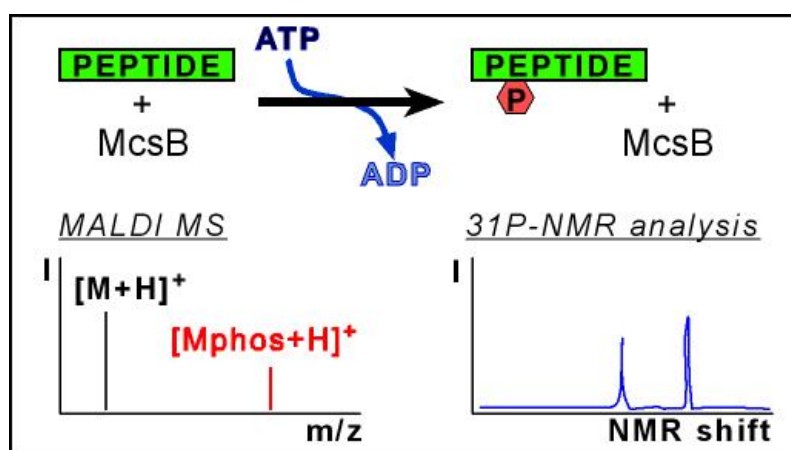 ATP
PEPTIDE
PEPTIDE
P
+
McsB
+
McsB
ADP
MALDI MS
31P-NMR analysis
I
[M+H]+
[Mphos+H]+
m/z
I
NMR shift